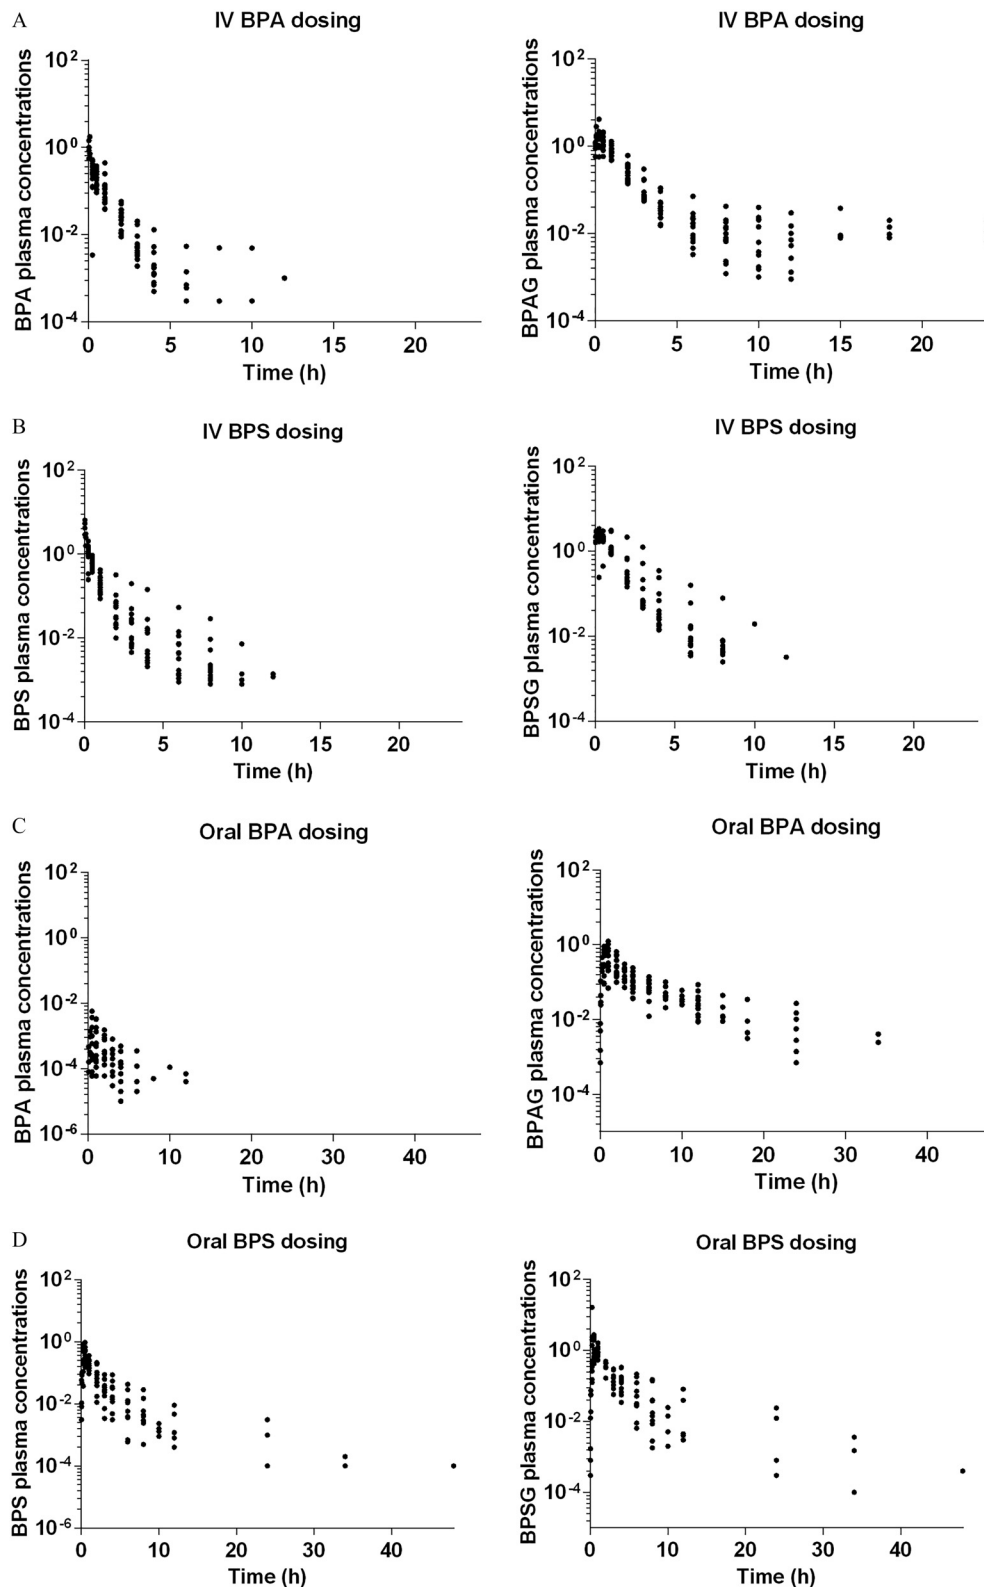 A
IV BPA dosing
BPA plasma concentrations
10^2
10^0
10^-2
10^-4
0 5 10 15 20
Time (h)
IV BPA dosing
BPAG plasma concentrations
10^2
10^0
10^-2
10^-4
0 5 10 15 20
Time (h)
B
IV BPS dosing
BPS plasma concentrations
10^2
10^0
10^-2
10^-4
0 5 10 15 20
Time (h)
IV BPS dosing
BPSG plasma concentrations
10^2
10^0
10^-2
10^-4
0 5 10 15 20
Time (h)
C
Oral BPA dosing
BPA plasma concentrations
10^2
10^0
10^-2
10^-4
10^-6
0 10 20 30 40
Time (h)
Oral BPA dosing
BPAG plasma concentrations
10^2
10^0
10^-2
10^-4
0 10 20 30 40
Time (h)
D
Oral BPS dosing
BPS plasma concentrations
10^2
10^0
10^-2
10^-4
10^-6
0 10 20 30 40
Time (h)
Oral BPS dosing
BPSG plasma concentrations
10^2
10^0
10^-2
10^-4
0 10 20 30 40
Time (h)